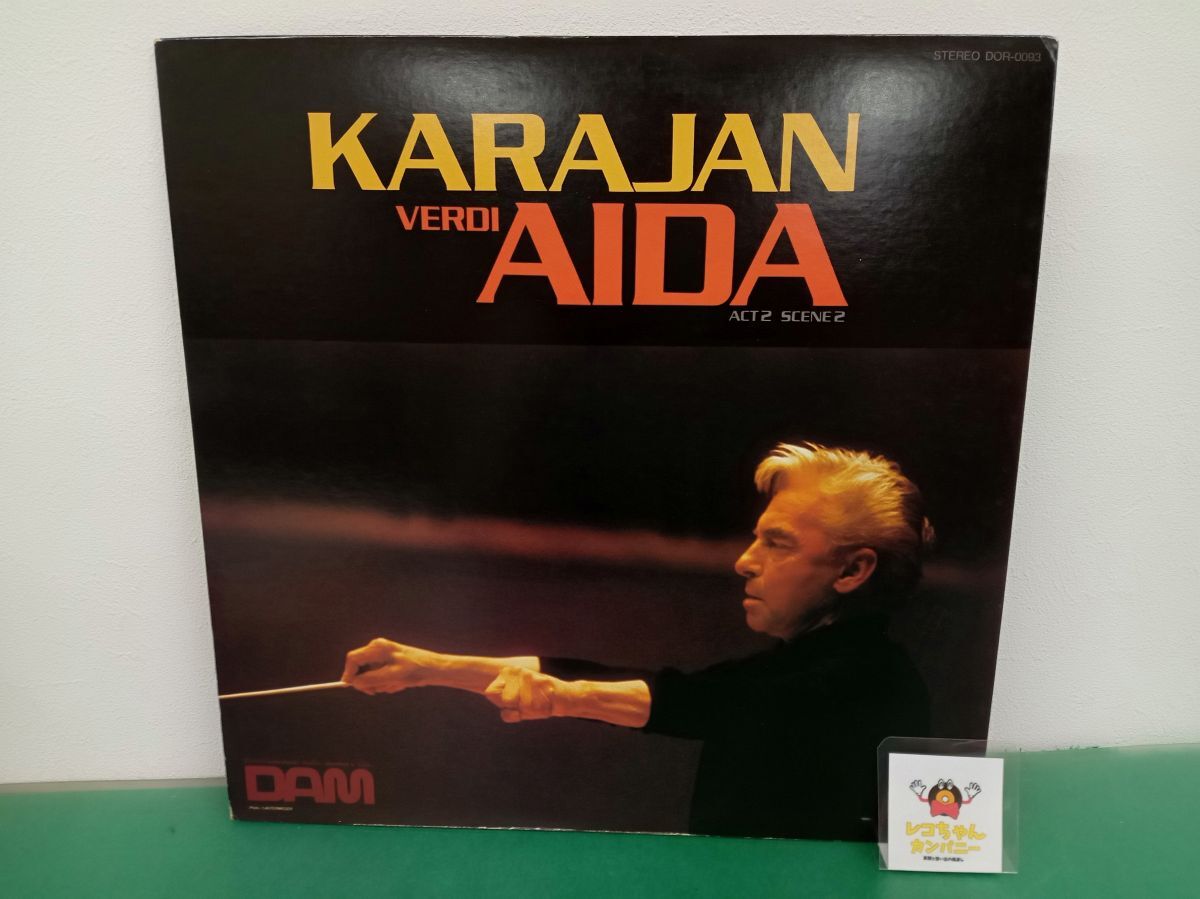 STEREO DOR-0093
KARAJAN
VERDI AIDA
ACT2 SCENE2
DAM
レコちゃん
カンパニー